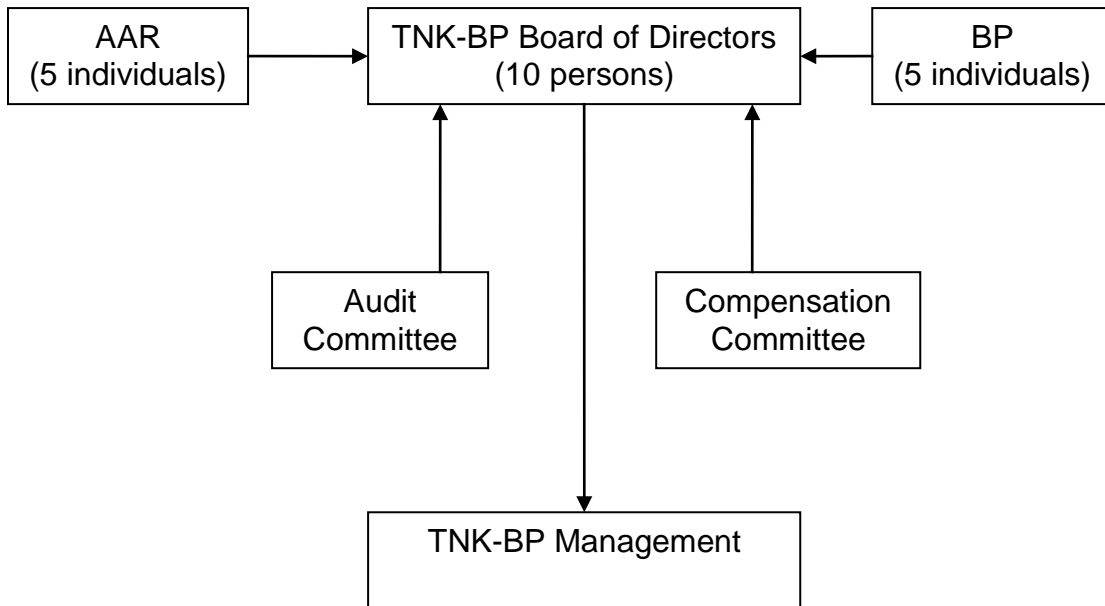 AAR
(5 individuals)
TNK-BP Board of Directors
(10 persons)
BP
(5 individuals)
Audit
Committee
Compensation
Committee
TNK-BP Management